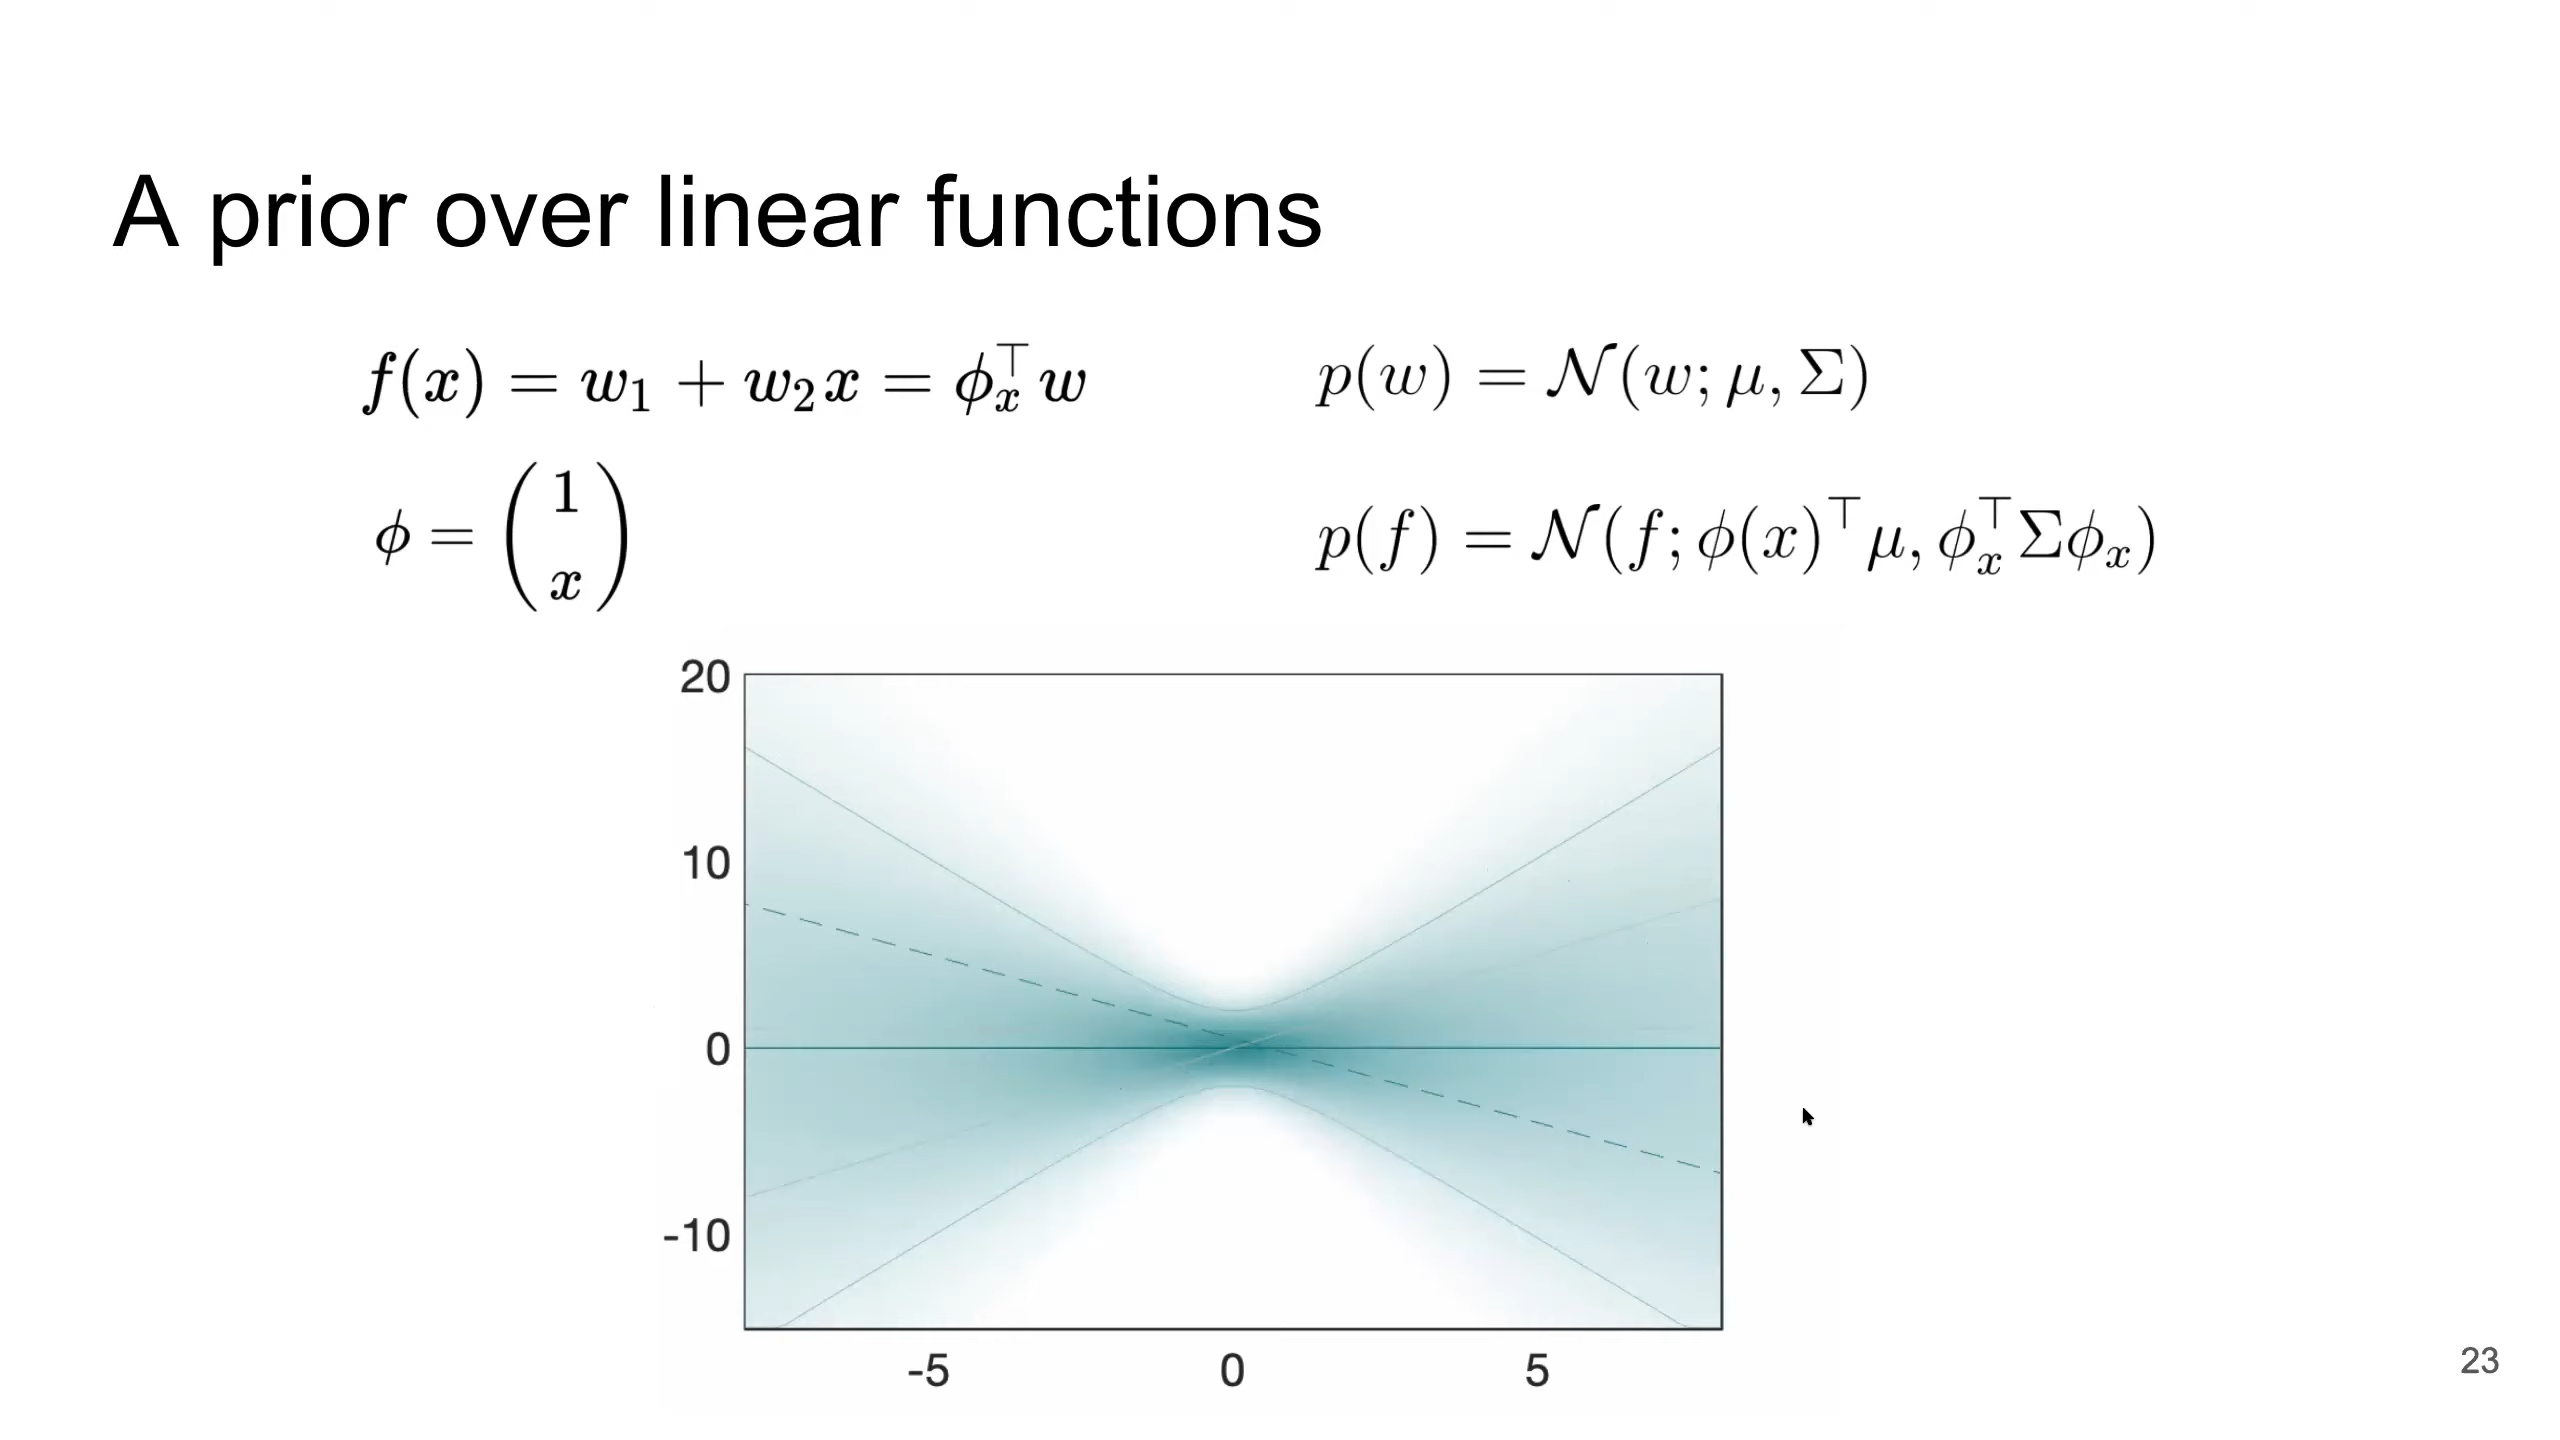 A prior over linear functions
f(x) = w₁ + w₂x = ϕₓ^⊤ w
p(w) = 𝒩(w; μ, Σ)
ϕ = (1 x)
p(f) = 𝒩(f; ϕ(x)^⊤ μ, ϕₓ^⊤ Σϕₓ)
20
10
0
-10
-5 0 5
23